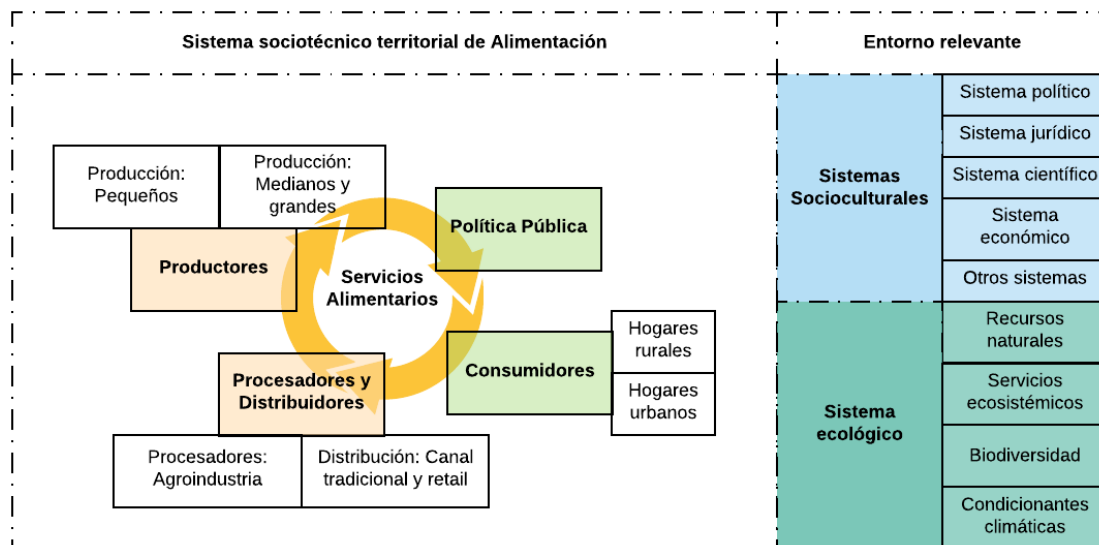 Sistema sociotécnico territorial de Alimentación
Entorno relevante
Producción:
Pequeños
Producción:
Medianos y
grandes
Productores
Política Pública
Servicios
Alimentarios
Procesadores y
Distribuidores
Consumidores
Hogares
rurales
Hogares
urbanos
Procesadores:
Agroindustria
Distribución: Canal
tradicional y retail
Sistemas
Socioculturales
Sistema político
Sistema jurídico
Sistema científico
Sistema
económico
Otros sistemas
Sistema
ecológico
Recursos
naturales
Servicios
ecosistémicos
Biodiversidad
Condicionantes
climáticas